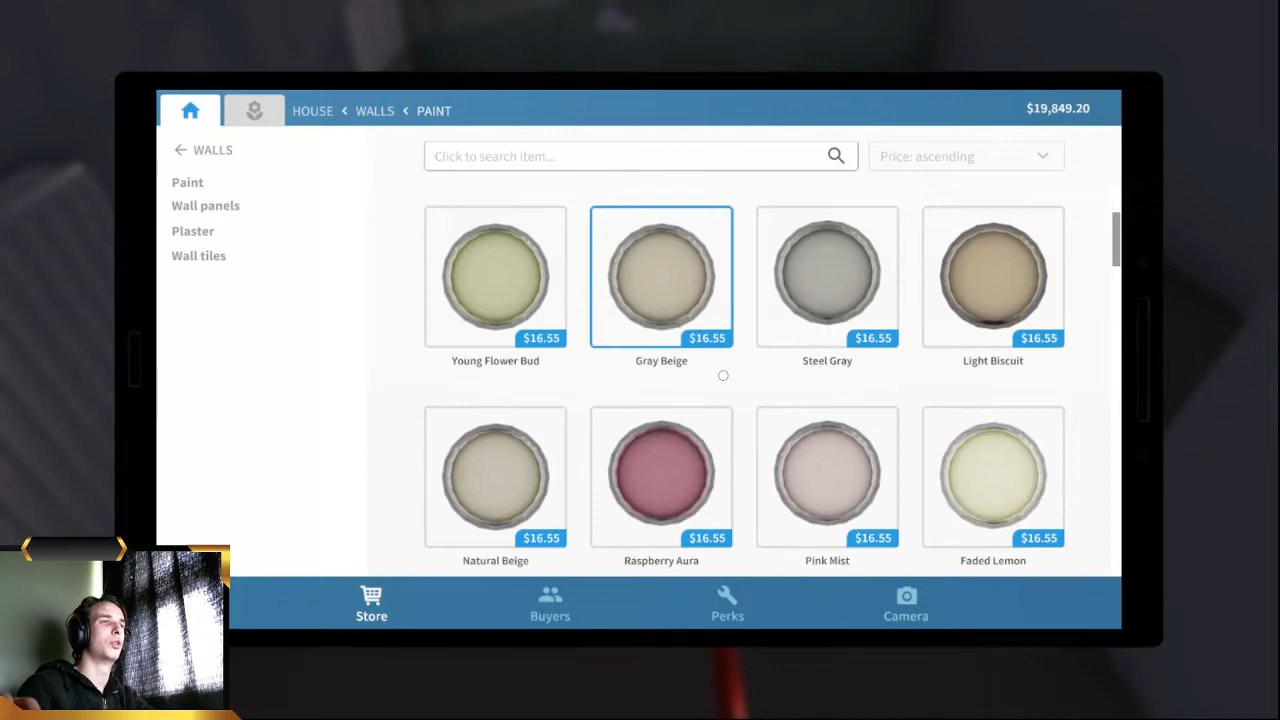 HOUSE < WALLS < PAINT
$19,849.20
WALLS
Click to search item...
Price: ascending
Paint
Wall panels
Plaster
Wall tiles
$16.55 $16.55 $16.55 $16.55
Young Flower Bud Gray Beige Steel Gray Light Biscuit
$16.55 $16.55 $16.55 $16.55
Natural Beige Raspberry Aura Pink Mist Faded Lemon
Store Buyers Perks Camera